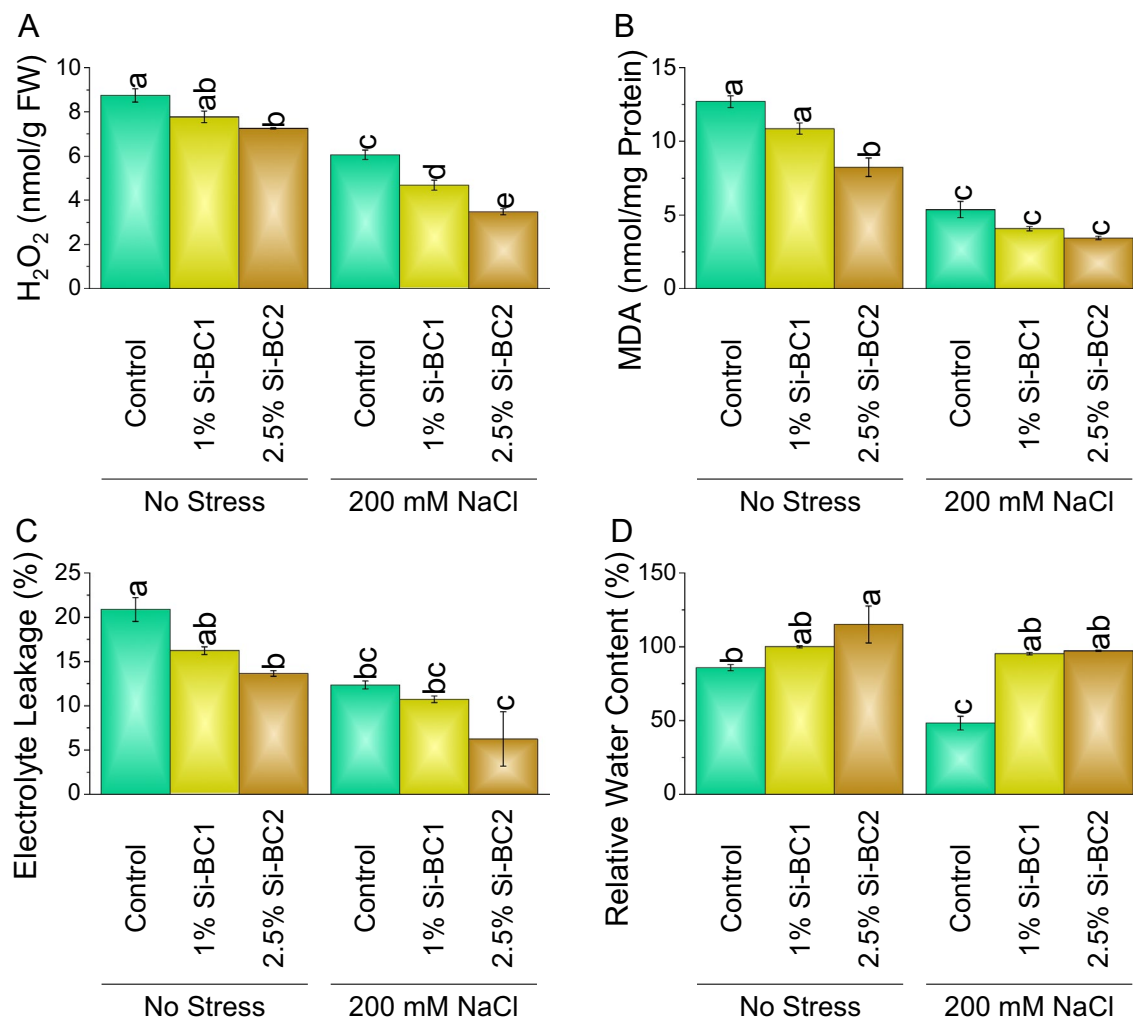 A
H₂O₂ (nmol/g FW)
10
8
6
4
2
0
a
ab
b
c
d
e
Control
1% Si-BC1
2.5% Si-BC2
Control
1% Si-BC1
2.5% Si-BC2
No Stress
200 mM NaCl
B
MDA (nmol/mg Protein)
15
10
5
0
a
a
b
c
c
c
Control
1% Si-BC1
2.5% Si-BC2
Control
1% Si-BC1
2.5% Si-BC2
No Stress
200 mM NaCl
C
Electrolyte Leakage (%)
25
20
15
10
5
0
a
ab
b
bc
bc
c
Control
1% Si-BC1
2.5% Si-BC2
Control
1% Si-BC1
2.5% Si-BC2
No Stress
200 mM NaCl
D
Relative Water Content (%)
150
100
50
0
b
ab
a
c
ab
ab
Control
1% Si-BC1
2.5% Si-BC2
Control
1% Si-BC1
2.5% Si-BC2
No Stress
200 mM NaCl